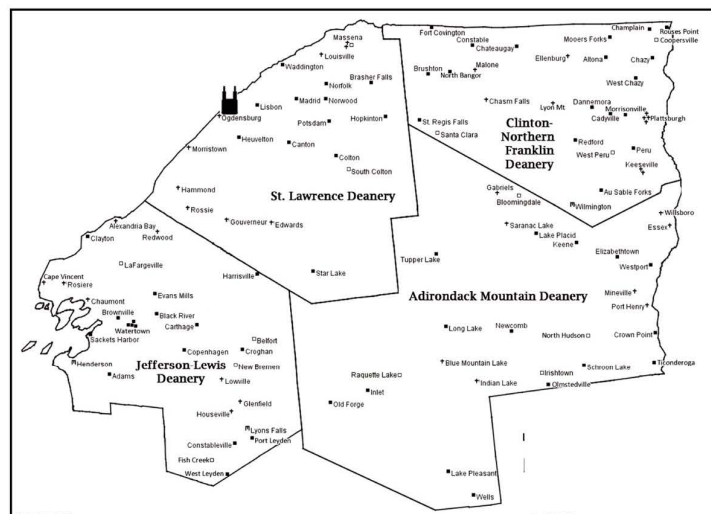 Champlain
Rouses Point
Fort Covington
Mooers Forks
Coopersville
Massena
Constable
Chateaugay
Louisville
Ellenburg
Altona
Chazy
Waddington
Malone
Brushton
North Bangor
Brasher Falls
West Chazy
Norfolk
Chasm Falls
Lyon Mt
Dannemora
Morrisonville
Lisbon
Madrid
Norwood
Ogdensburg
Hopkinton
Cadyville
Plattsburgh
Potsdam
St. Regis Falls
Clinton-
Northern
Franklin
Deanery
Santa Clara
Heuvelton
Canton
Redford
Peru
Morristown
Colton
West Peru
South Colton
Keeseville
Hammond
St. Lawrence Deanery
Gabriels
Au Sable Forks
Bloomingdale
Rossie
Wilmington
Willsboro
Alexandria Bay
Gouverneur
Edwards
Saranac Lake
Essex
Clayton
Redwood
Lake Placid
Keene
Tupper Lake
Elizabethtown
LaFargeville
Westport
Cape Vincent
Harrisville
Star Lake
Rosiere
Evans Mills
Adirondack Mountain Deanery
Mineville
Chaumont
Port Henry
Brownville
Black River
Watertown
Carthage
Long Lake
Newcomb
North Hudson
Crown Point
Sackets Harbor
Belfort
Copenhagen
Croghan
Henderson
Jefferson-Lewis
Deanery
New Bremen
Blue Mountain Lake
Ticonderoga
Schroon Lake
Adams
Raquette Lake
Irishtown
Lowville
Indian Lake
Olmstedville
Inlet
Glenfield
Old Forge
Houseville
Lyons Falls
Constableville
Port Leyden
Fish Creek
West Leyden
Lake Pleasant
Wells